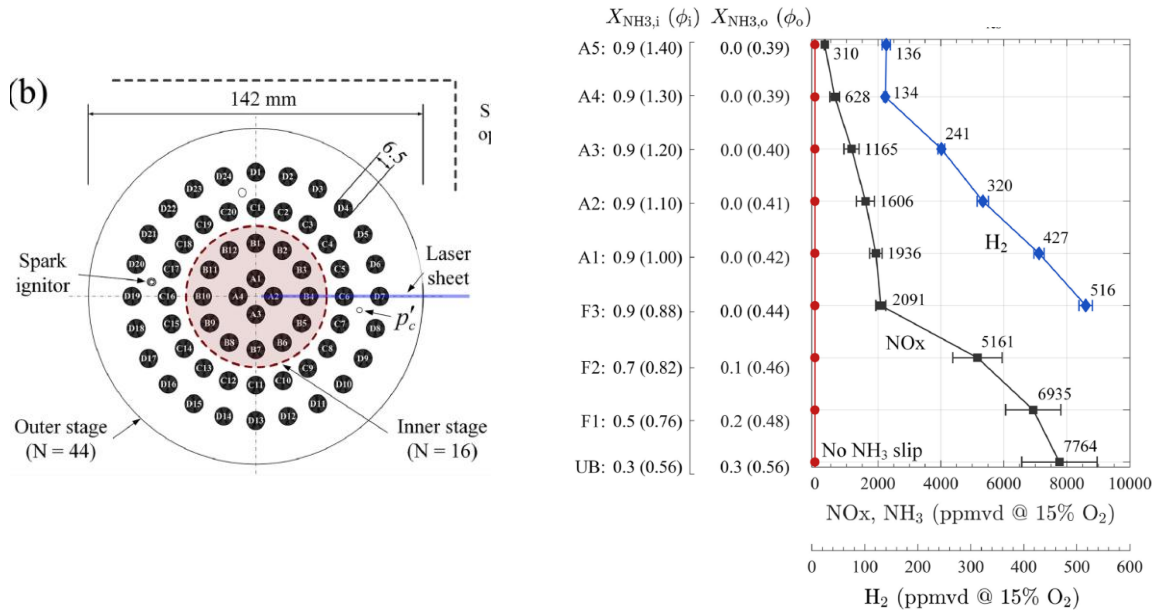 (b)
142 mm
S
op
6.5
D1
D2
D3
D4
D5
D6
D7
D8
D9
D10
D11
D12
D13
D14
D15
D16
D17
D18
D19
D20
D21
D22
D23
D24
C1
C2
C3
C4
C5
C6
C7
C8
C9
C10
C11
C12
C13
C14
C15
C16
C17
C18
C19
C20
B1
B2
B3
B4
B5
B6
B7
B8
B9
B10
B11
B12
A1
A2
A3
A4
Spark
ignitor
Laser
sheet
p′c
Outer stage
(N = 44)
Inner stage
(N = 16)
XNH3,i (ϕi) XNH3,o (ϕo)
A5: 0.9 (1.40) 0.0 (0.39)
A4: 0.9 (1.30) 0.0 (0.39)
A3: 0.9 (1.20) 0.0 (0.40)
A2: 0.9 (1.10) 0.0 (0.41)
A1: 0.9 (1.00) 0.0 (0.42)
F3: 0.9 (0.88) 0.0 (0.44)
F2: 0.7 (0.82) 0.1 (0.46)
F1: 0.5 (0.76) 0.2 (0.48)
UB: 0.3 (0.56) 0.3 (0.56)
310 136
628 134
1165 241
1606 320
1936 427
2091 516
H2
NOx
5161
6935
7764
No NH3 slip
0 2000 4000 6000 8000 10000
NOx, NH3 (ppmvd @ 15% O2)
0 100 200 300 400 500 600
H2 (ppmvd @ 15% O2)